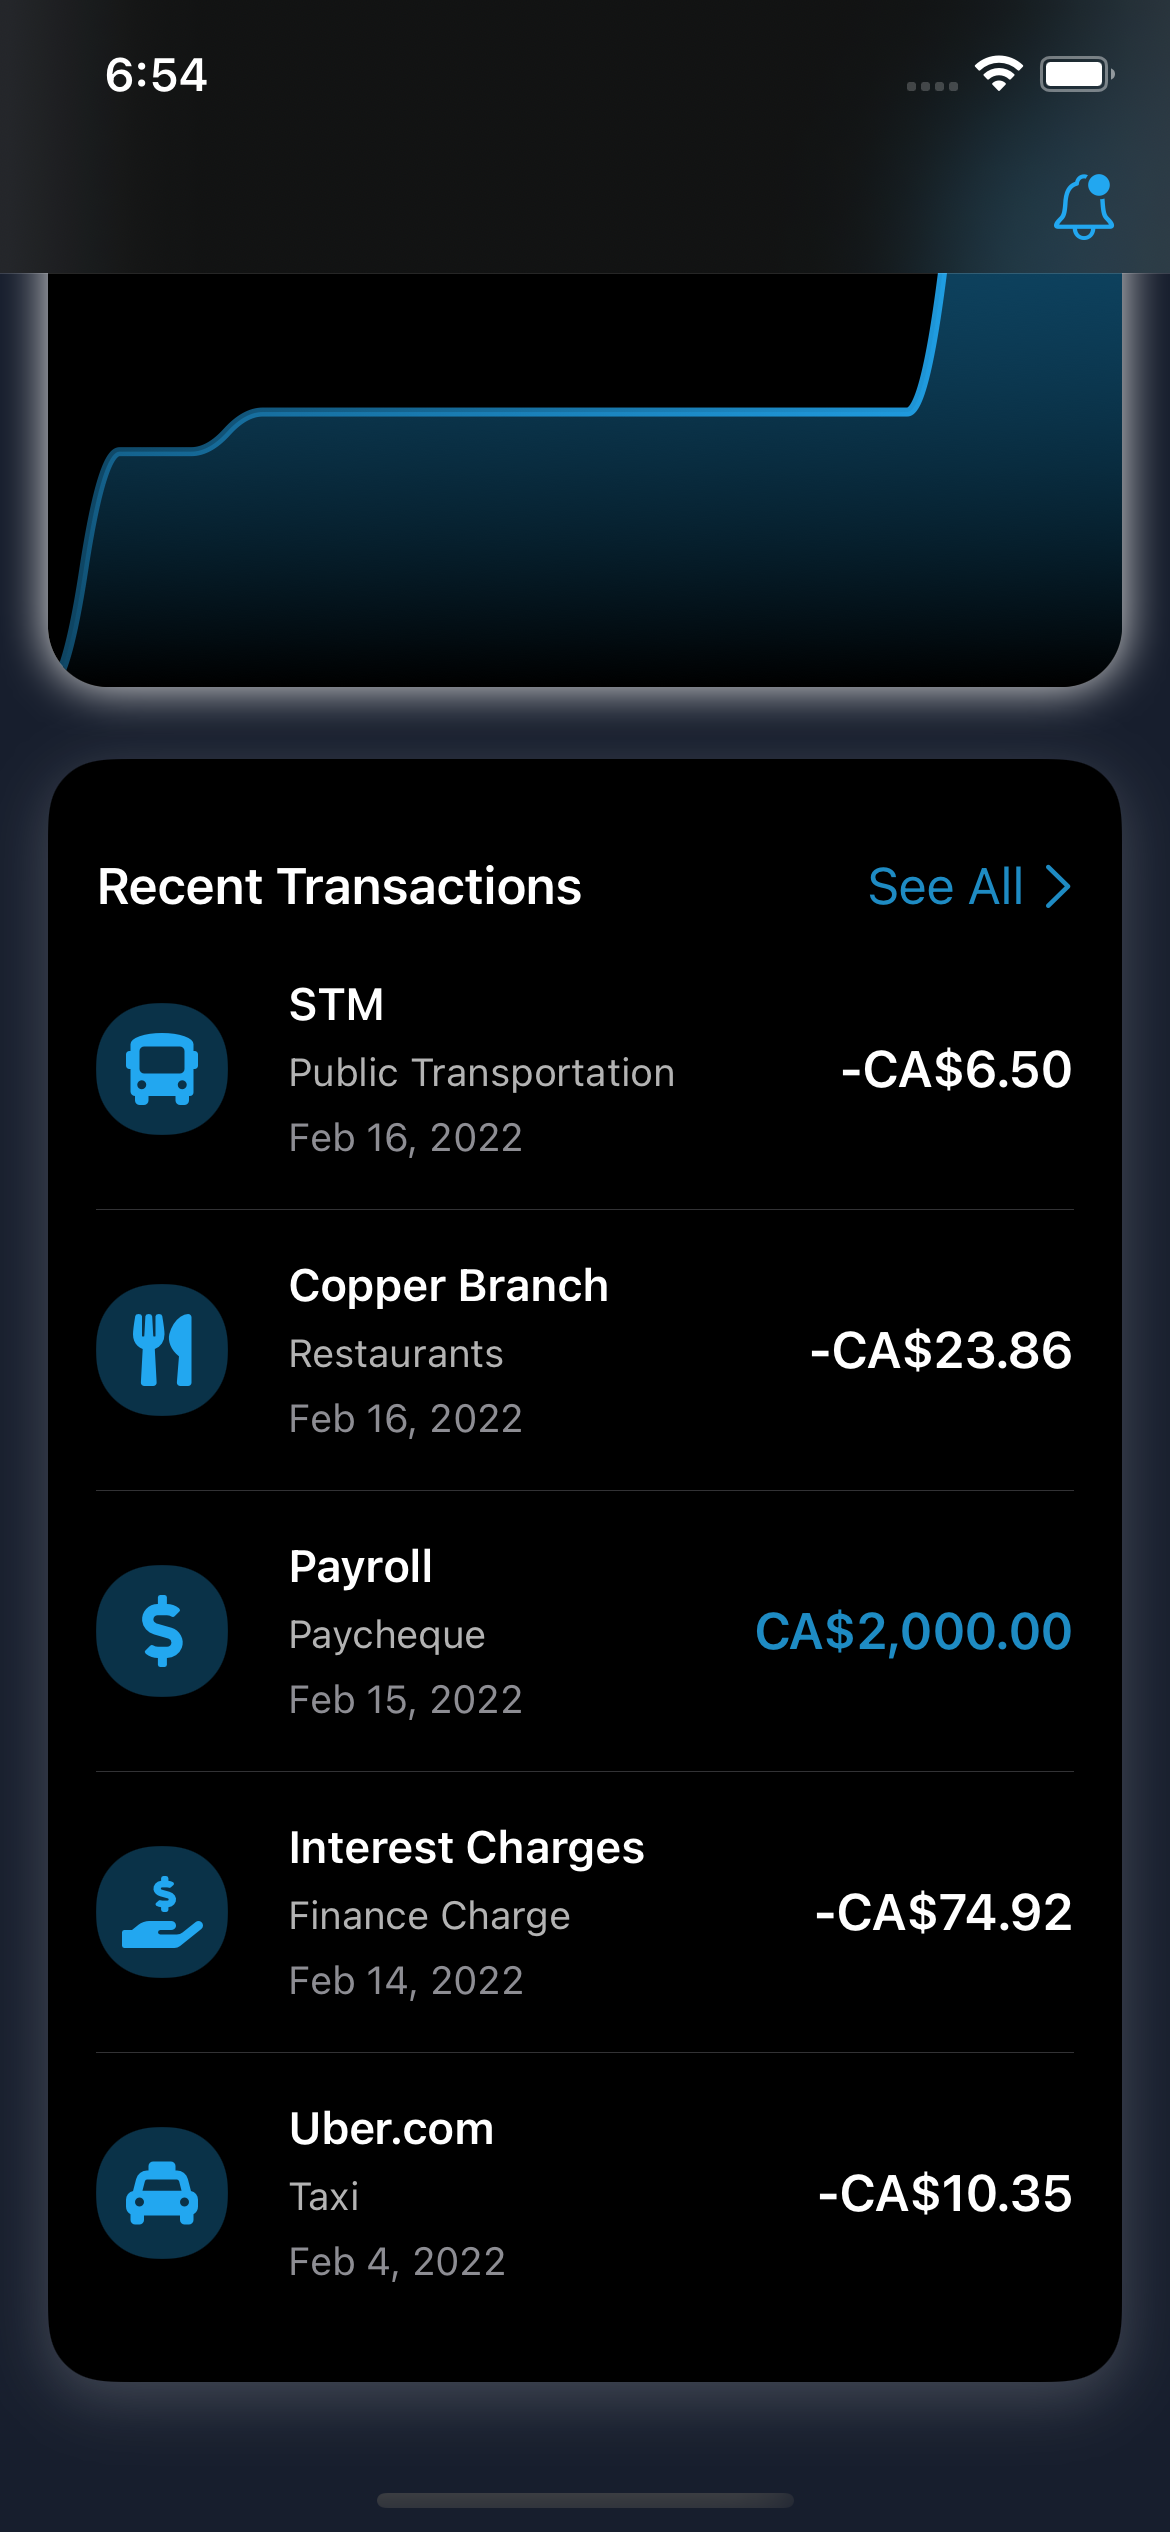 6:54
Recent Transactions See All
STM
Public Transportation
Feb 16, 2022
-CA$6.50
Copper Branch
Restaurants
Feb 16, 2022
-CA$23.86
Payroll
Paycheque
Feb 15, 2022
CA$2,000.00
Interest Charges
Finance Charge
Feb 14, 2022
-CA$74.92
Uber.com
Taxi
Feb 4, 2022
-CA$10.35